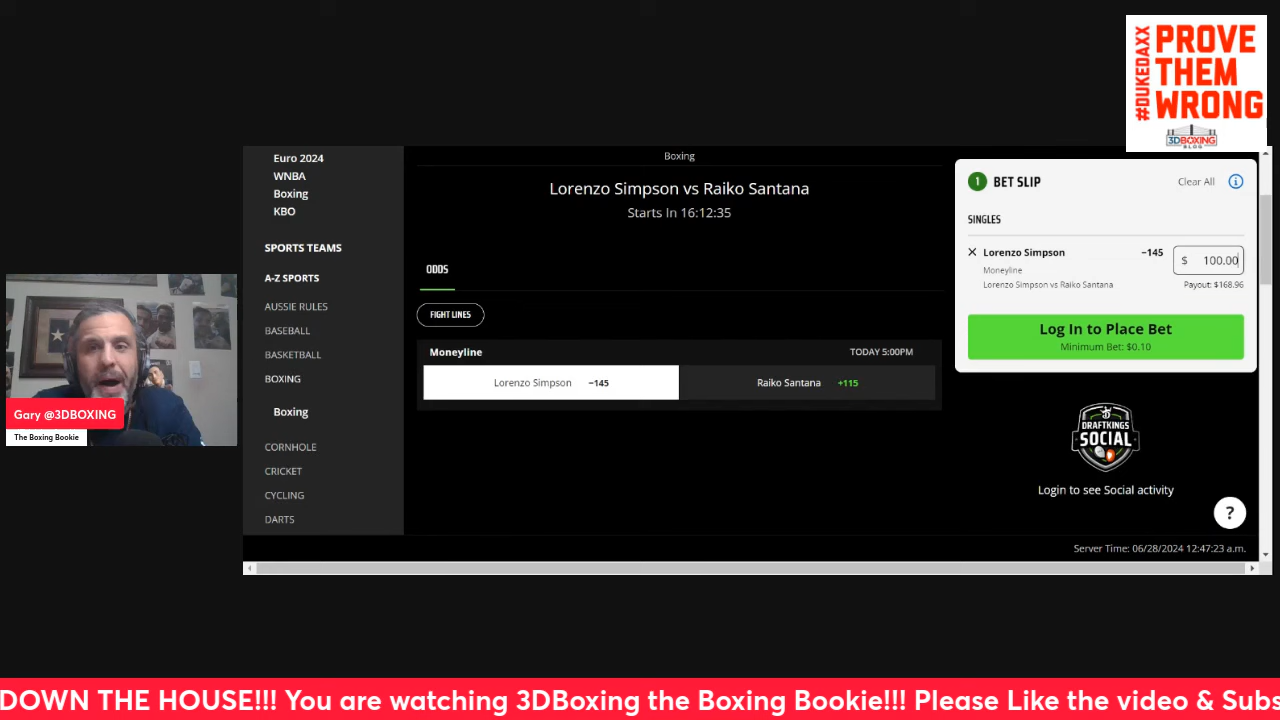 #DUKEDAXX
PROVE
THEM
WRONG
3DBOXING
BLOG
Euro 2024
WNBA
Boxing
KBO
SPORTS TEAMS
A-Z SPORTS
AUSSIE RULES
BASEBALL
BASKETBALL
BOXING
Boxing
CORNHOLE
CRICKET
CYCLING
DARTS
Boxing
Lorenzo Simpson vs Raiko Santana
Starts In 16:12:35
ODDS
FIGHT LINES
Moneyline TODAY 5:00PM
Lorenzo Simpson −145 Raiko Santana +115
1 BET SLIP Clear All i
SINGLES
Lorenzo Simpson −145 $ 100.00
Moneyline
Lorenzo Simpson vs Raiko Santana Payout: $168.96
Log In to Place Bet
Minimum Bet: $0.10
DRAFTKINGS
SOCIAL
Login to see Social activity
?
Server Time: 06/28/2024 12:47:23 a.m.
Gary @3DBOXING
The Boxing Bookie
DOWN THE HOUSE!!! You are watching 3DBoxing the Boxing Bookie!!! Please Like the video & Subs